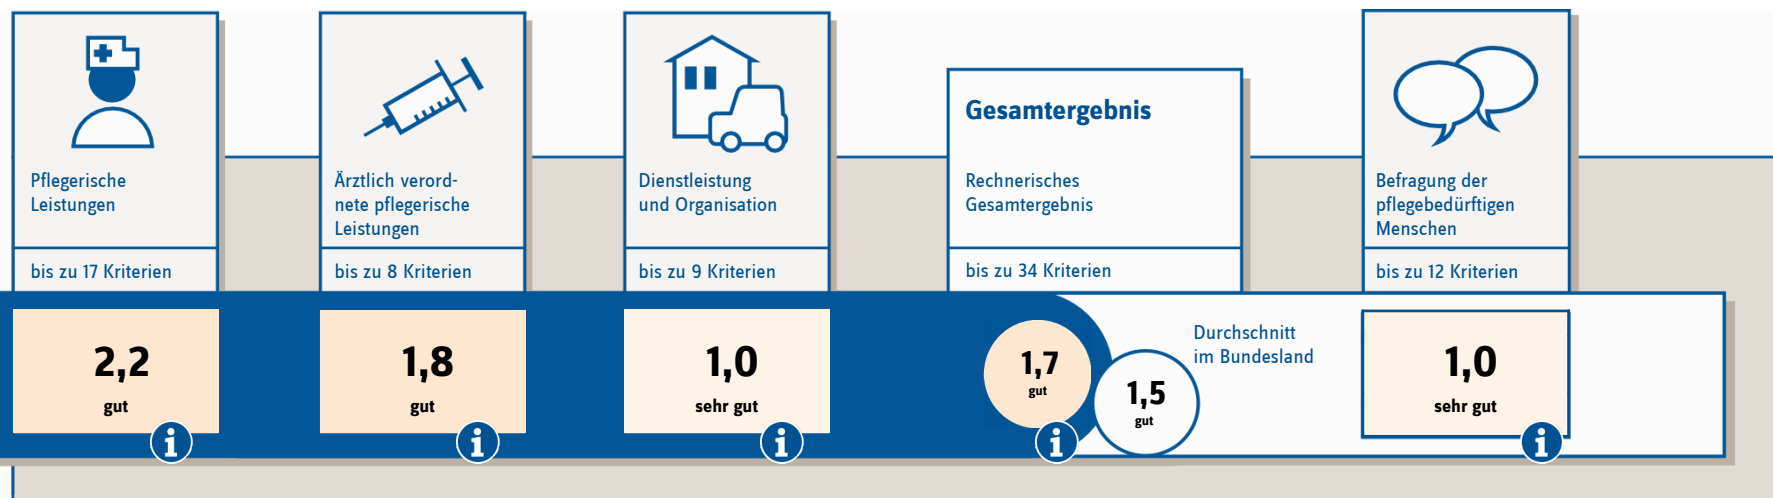 Pflegerische
Leistungen
bis zu 17 Kriterien
2,2
gut
i
Ärztlich verord-
nete pflegerische
Leistungen
bis zu 8 Kriterien
1,8
gut
i
Dienstleistung
und Organisation
bis zu 9 Kriterien
1,0
sehr gut
i
Gesamtergebnis
Rechnerisches
Gesamtergebnis
bis zu 34 Kriterien
1,7
gut
i
1,5
gut
Durchschnitt
im Bundesland
Befragung der
pflegebedürftigen
Menschen
bis zu 12 Kriterien
1,0
sehr gut
i